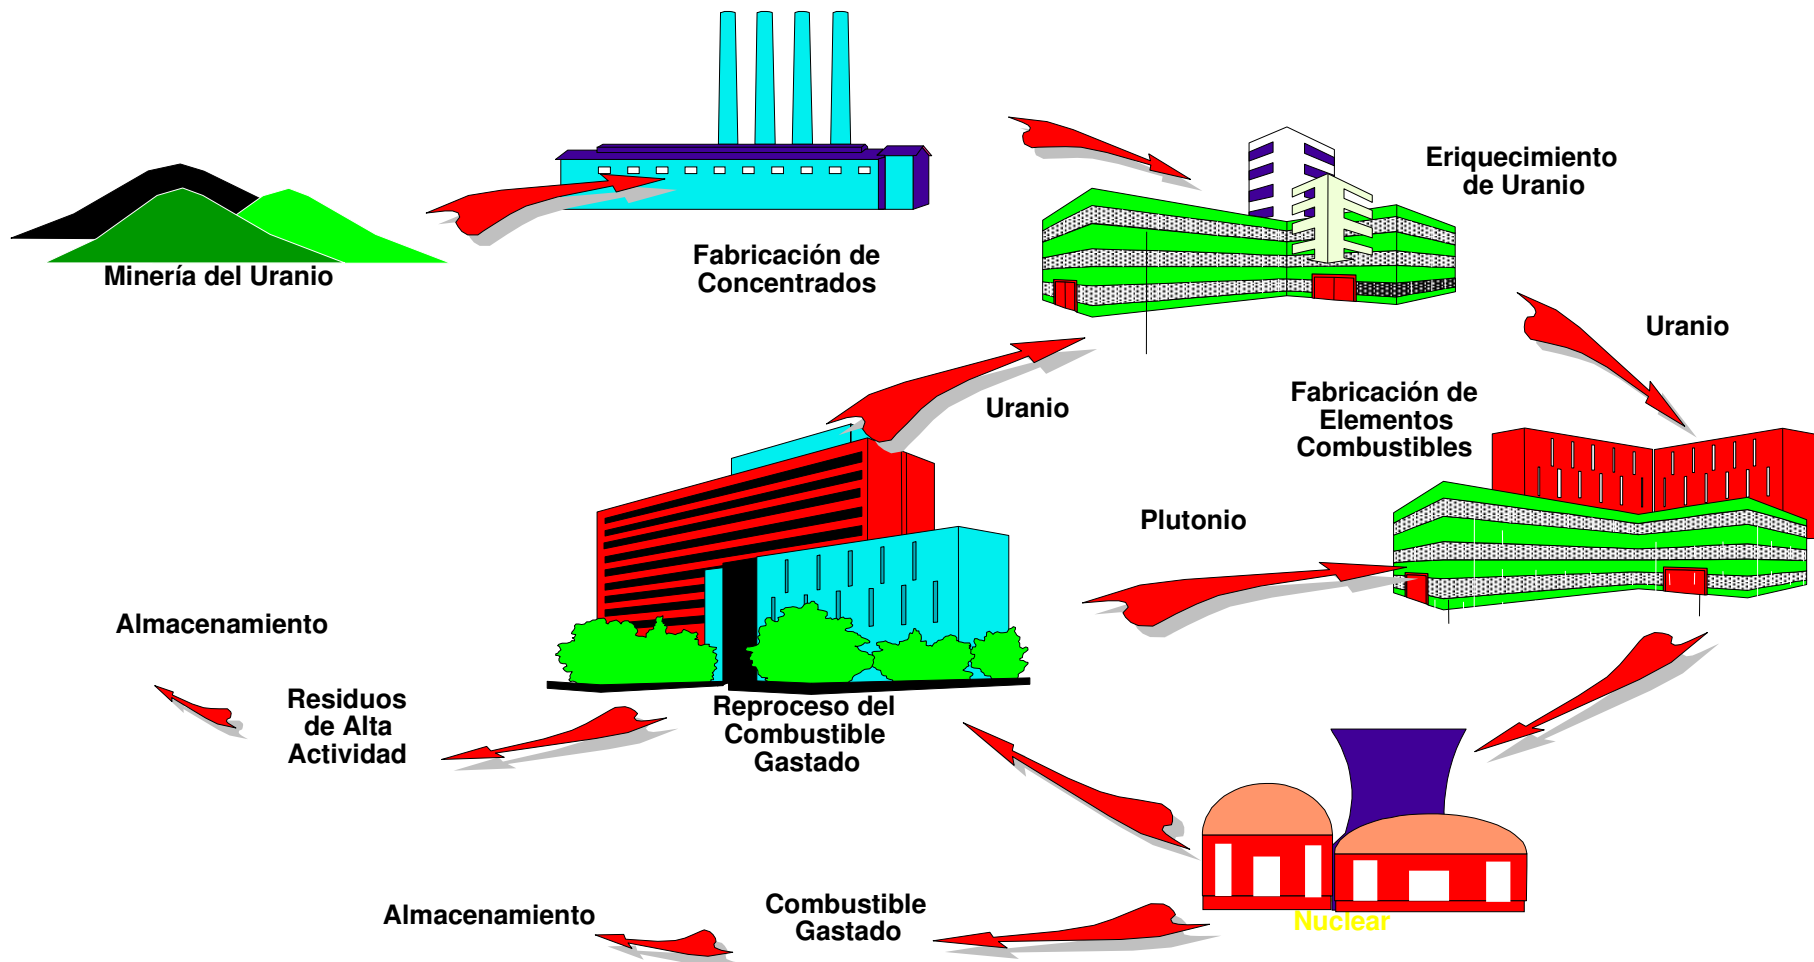 Eriquecimiento
de Uranio
Minería del Uranio
Fabricación de
Concentrados
Uranio
Uranio
Fabricación de
Elementos
Combustibles
Plutonio
Almacenamiento
Residuos
de Alta
Actividad
Reproceso del
Combustible
Gastado
Almacenamiento
Combustible
Gastado
Nuclear